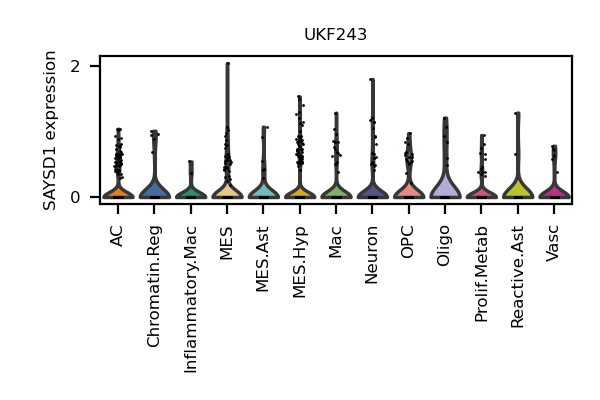 UKF243
SAYSD1 expression
2
0
AC
Chromatin.Reg
Inflammatory.Mac
MES
MES.Ast
MES.Hyp
Mac
Neuron
OPC
Oligo
Prolif.Metab
Reactive.Ast
Vasc